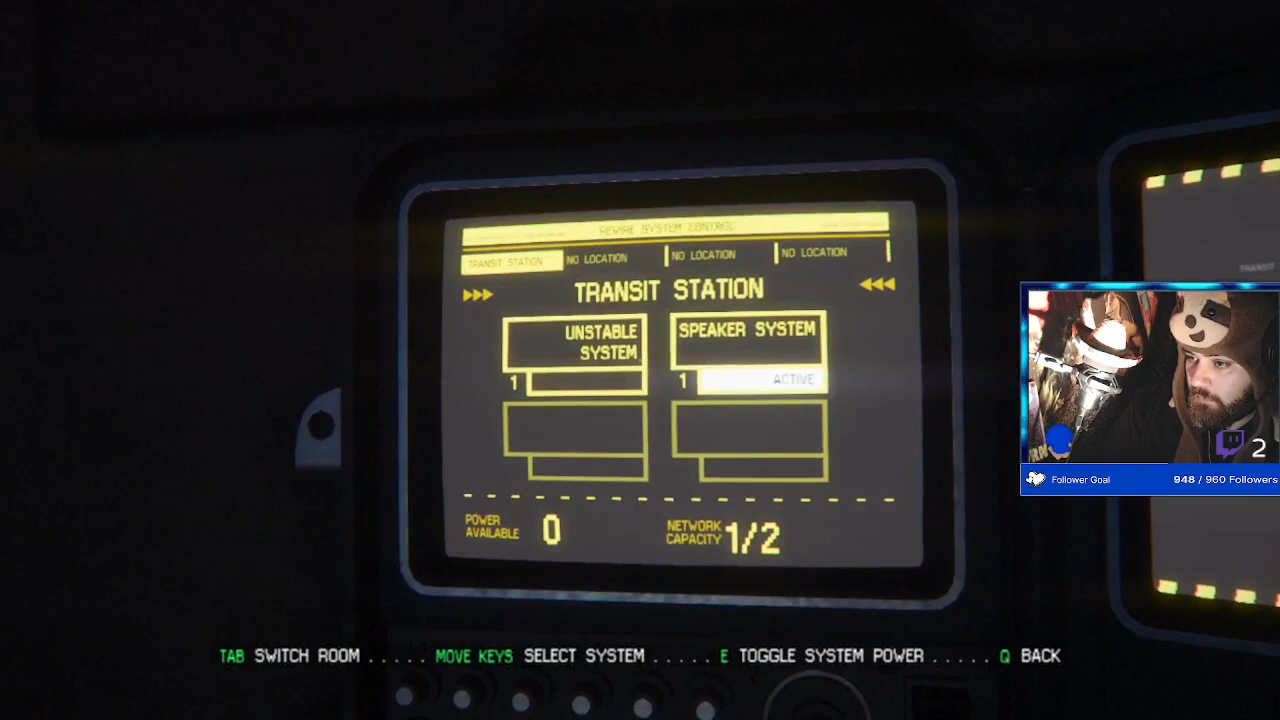 REWIRE SYSTEM CONTROL
TRANSIT STATION NO LOCATION NO LOCATION NO LOCATION
TRANSIT STATION
UNSTABLE
SYSTEM
1
SPEAKER SYSTEM
1 ACTIVE
POWER
AVAILABLE 0
NETWORK
CAPACITY 1/2
TRANSIT
2
Follower Goal 948 / 960 Followers
TAB SWITCH ROOM ..... MOVE KEYS SELECT SYSTEM ..... E TOGGLE SYSTEM POWER ..... Q BACK